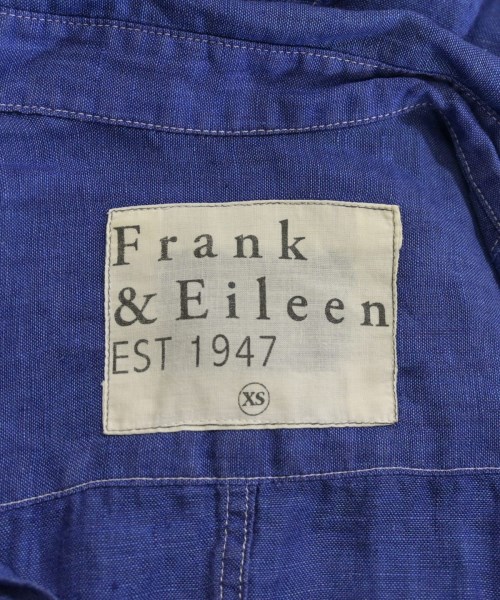 Frank
& Eileen
EST 1947
XS